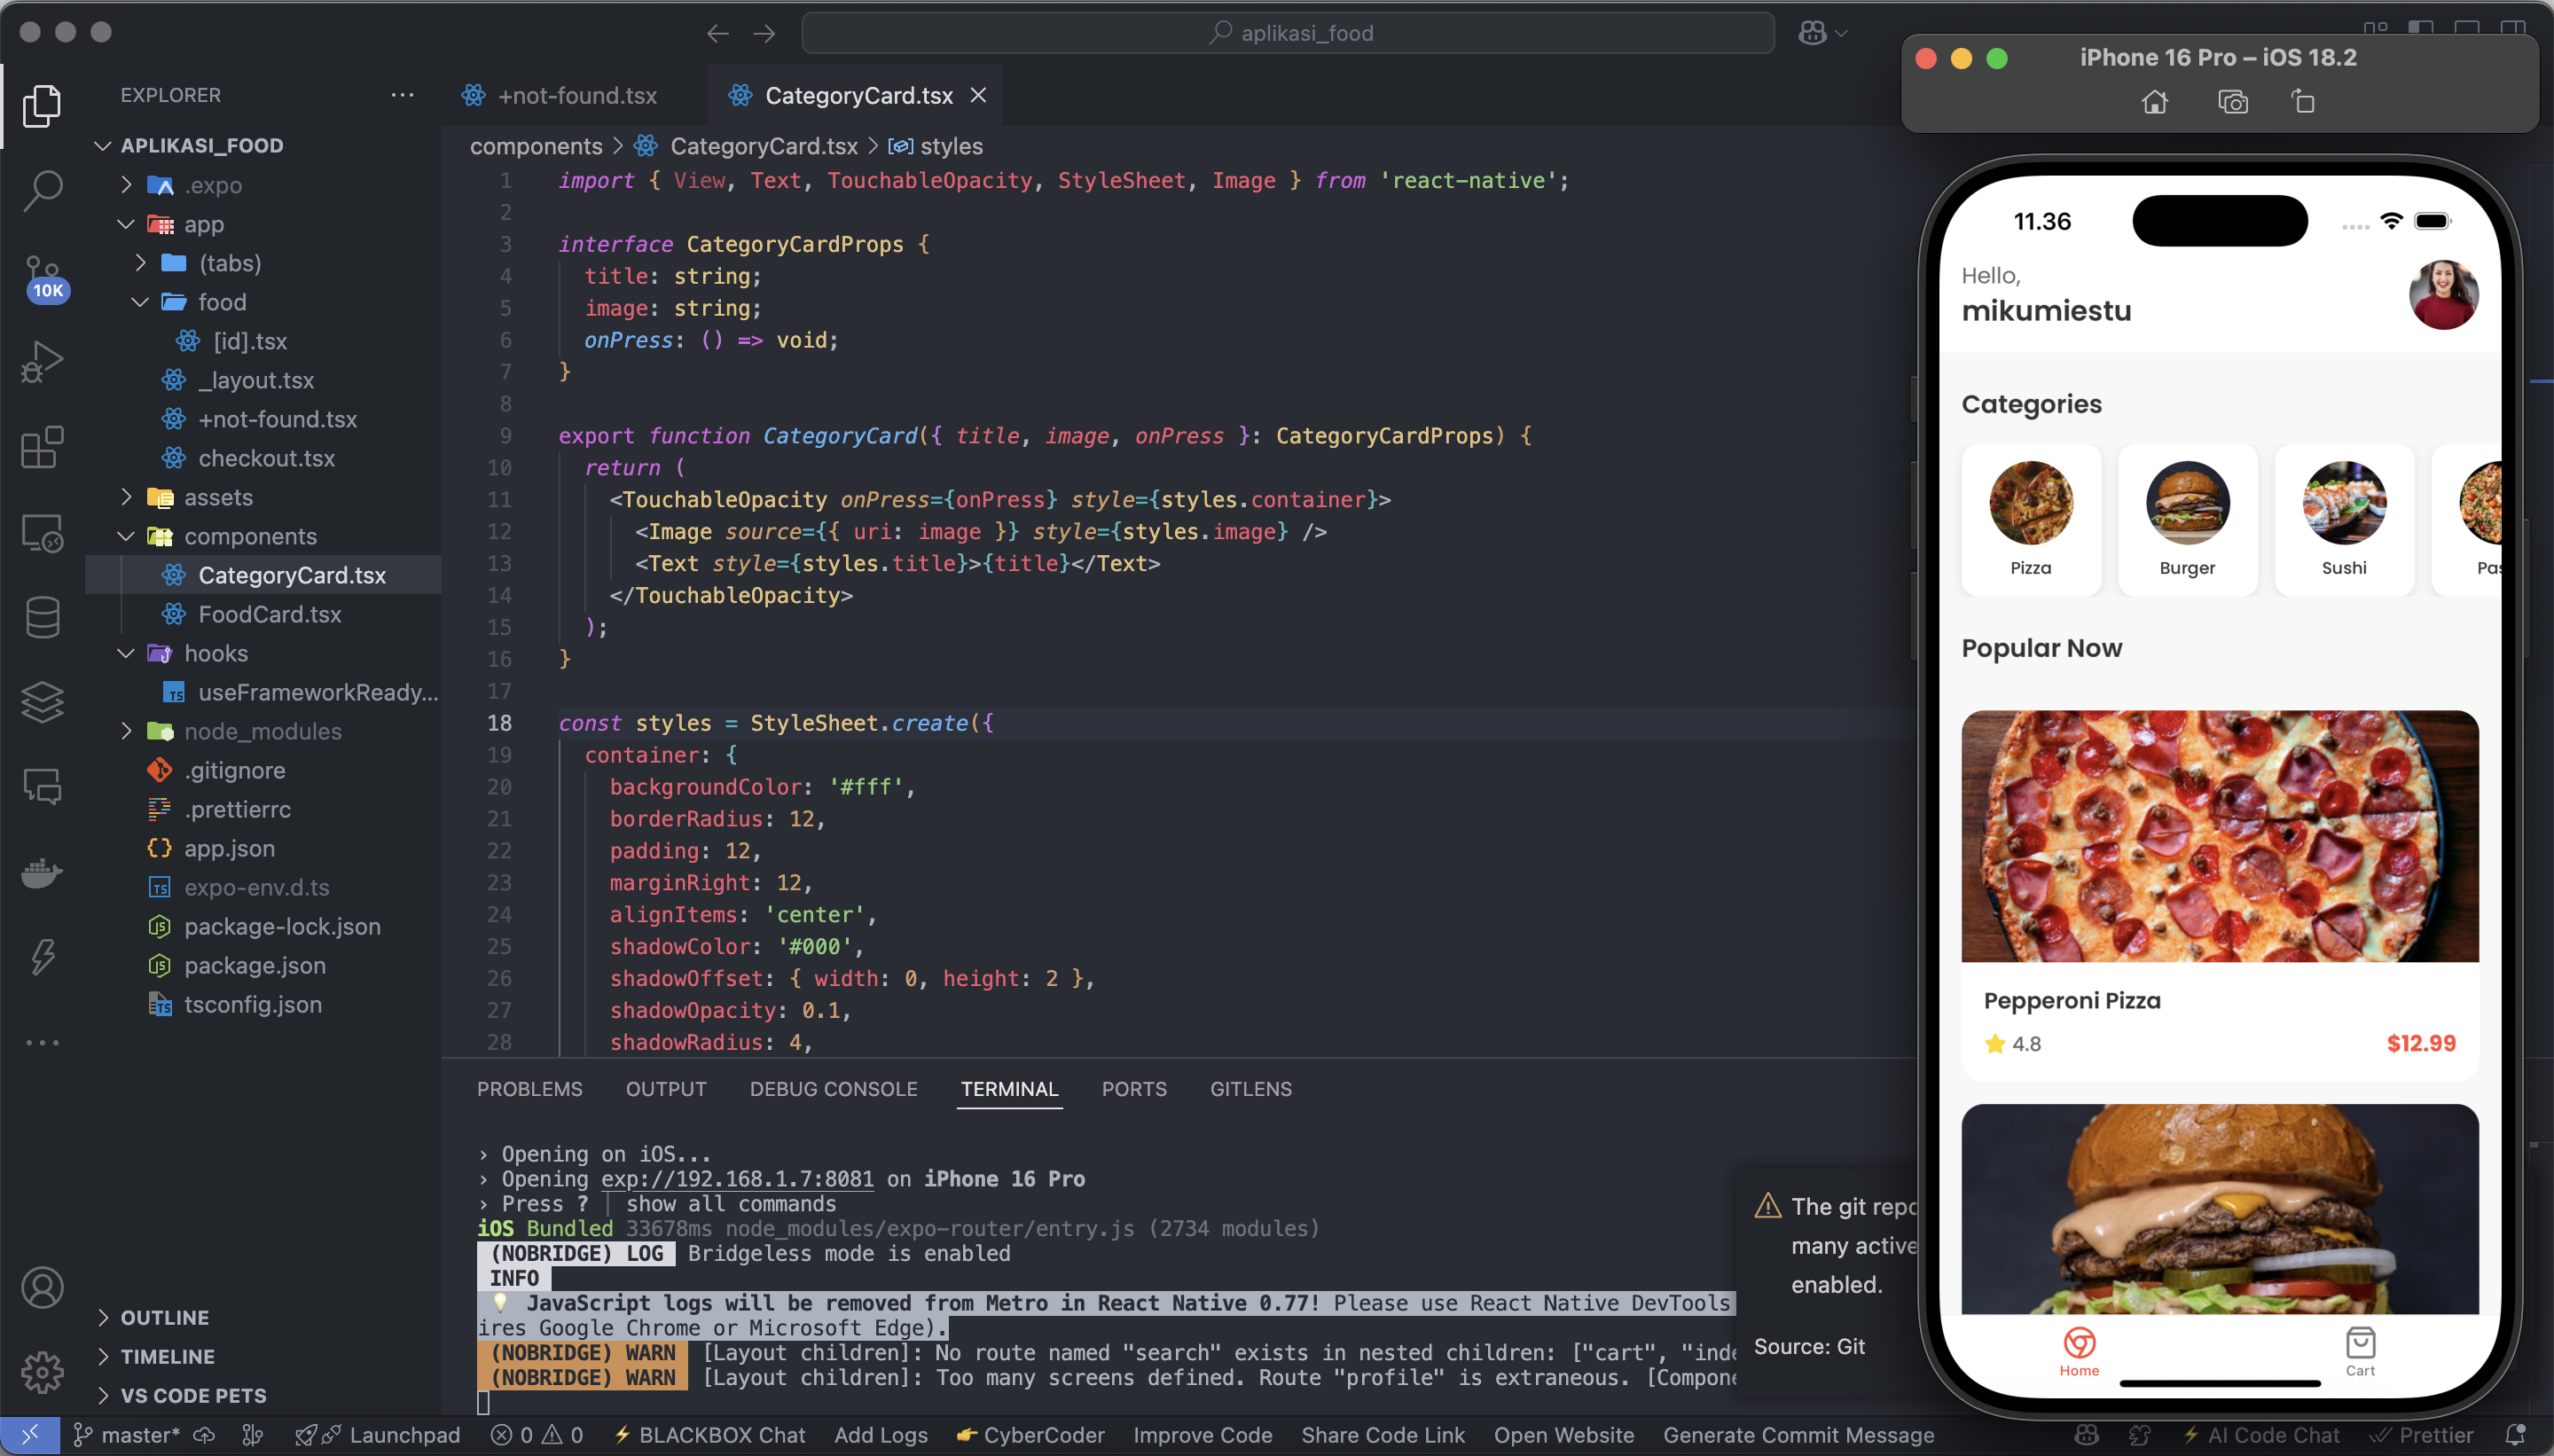 aplikasi_food
EXPLORER
APLIKASI_FOOD
.expo
app
(tabs)
food
[id].tsx
_layout.tsx
+not-found.tsx
checkout.tsx
assets
components
CategoryCard.tsx
FoodCard.tsx
hooks
useFrameworkReady...
node_modules
.gitignore
.prettierrc
app.json
expo-env.d.ts
package-lock.json
package.json
tsconfig.json
OUTLINE
TIMELINE
VS CODE PETS
10K
+not-found.tsx
CategoryCard.tsx
components > CategoryCard.tsx > styles
1 import { View, Text, TouchableOpacity, StyleSheet, Image } from 'react-native';
2
3 interface CategoryCardProps {
4 title: string;
5 image: string;
6 onPress: () => void;
7 }
8
9 export function CategoryCard({ title, image, onPress }: CategoryCardProps) {
10 return (
11 <TouchableOpacity onPress={onPress} style={styles.container}>
12 <Image source={{ uri: image }} style={styles.image} />
13 <Text style={styles.title}>{title}</Text>
14 </TouchableOpacity>
15 );
16 }
17
18 const styles = StyleSheet.create({
19 container: {
20 backgroundColor: '#fff',
21 borderRadius: 12,
22 padding: 12,
23 marginRight: 12,
24 alignItems: 'center',
25 shadowColor: '#000',
26 shadowOffset: { width: 0, height: 2 },
27 shadowOpacity: 0.1,
28 shadowRadius: 4,
PROBLEMS OUTPUT DEBUG CONSOLE TERMINAL PORTS GITLENS
› Opening on iOS...
› Opening exp://192.168.1.7:8081 on iPhone 16 Pro
› Press ? │ show all commands
iOS Bundled 33678ms node_modules/expo-router/entry.js (2734 modules)
(NOBRIDGE) LOG Bridgeless mode is enabled
INFO
JavaScript logs will be removed from Metro in React Native 0.77! Please use React Native DevTools
ires Google Chrome or Microsoft Edge).
(NOBRIDGE) WARN [Layout children]: No route named "search" exists in nested children: ["cart", "inde
(NOBRIDGE) WARN [Layout children]: Too many screens defined. Route "profile" is extraneous. [Compone
The git repo
many active
enabled.
Source: Git
master* Launchpad 0 0 BLACKBOX Chat Add Logs CyberCoder Improve Code Share Code Link Open Website Generate Commit Message AI Code Chat Prettier
iPhone 16 Pro – iOS 18.2
11.36
Hello,
mikumiestu
Categories
Pizza Burger Sushi Pas
Popular Now
Pepperoni Pizza
4.8 $12.99
Home Cart